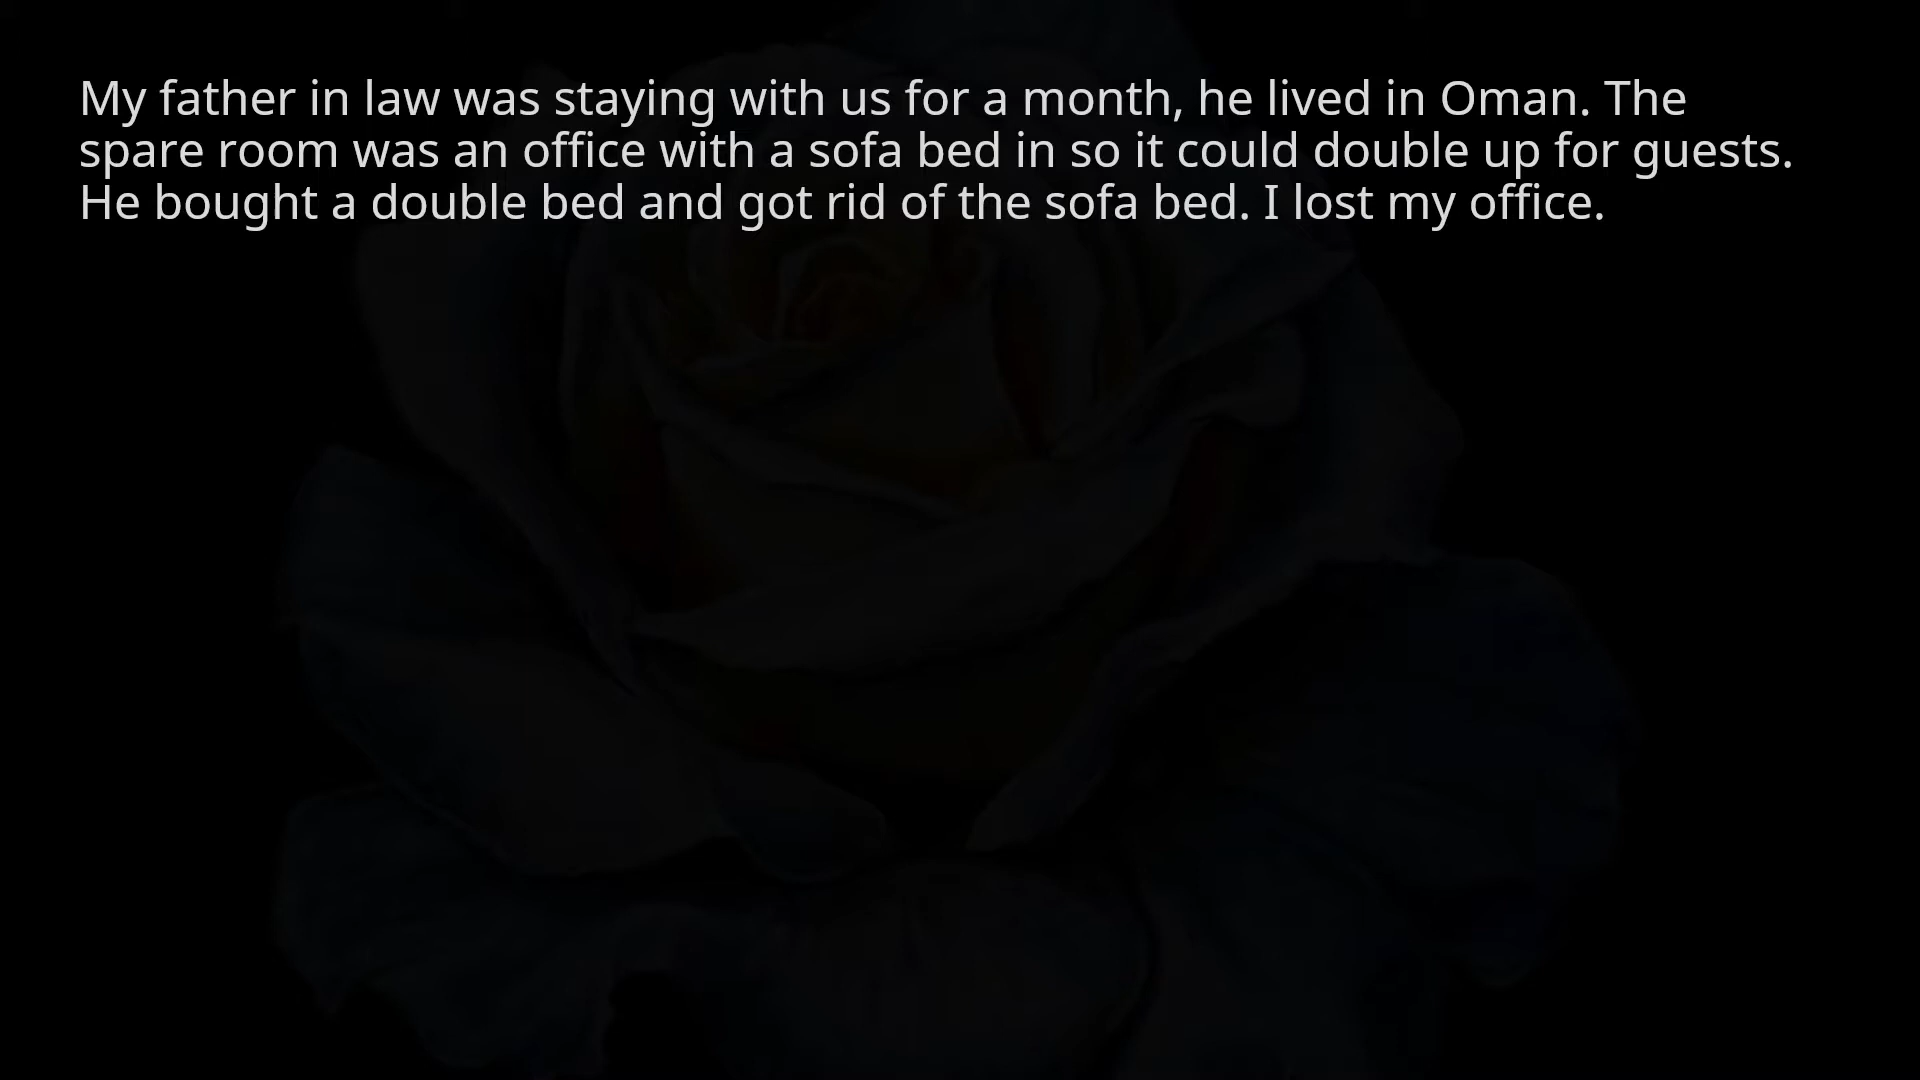 My father in law was staying with us for a month, he lived in Oman. The
spare room was an office with a sofa bed in so it could double up for guests.
He bought a double bed and got rid of the sofa bed. I lost my office.